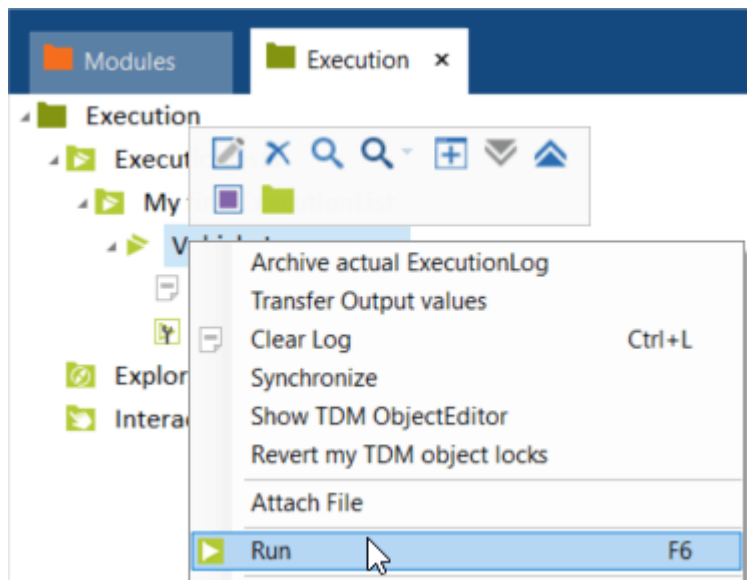 Modules
Execution ×
Execution
My
Archive actual ExecutionLog
Transfer Output values
Clear Log Ctrl+L
Synchronize
Show TDM ObjectEditor
Revert my TDM object locks
Attach File
Run F6